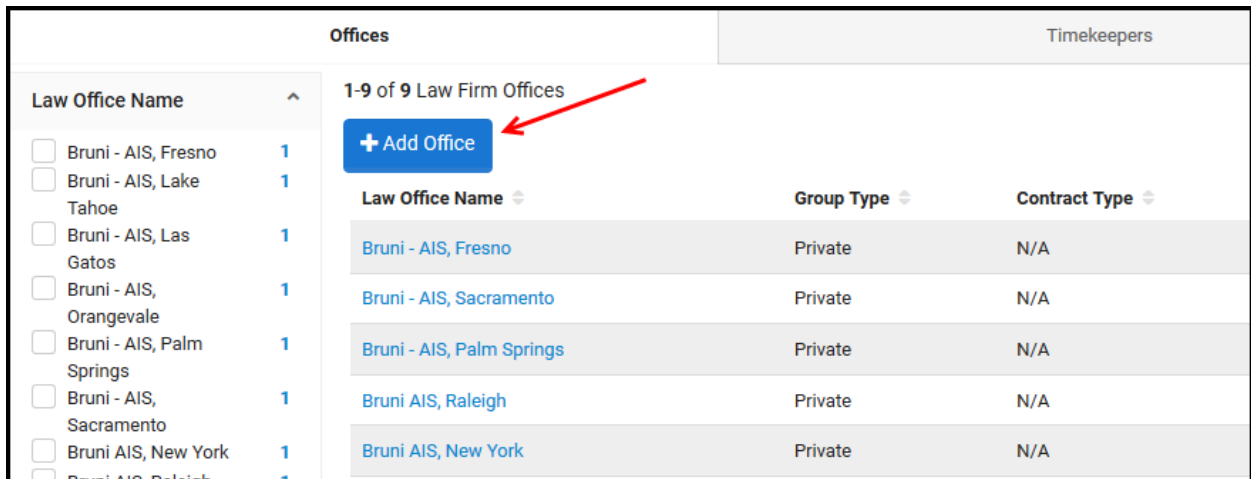 Offices
Timekeepers
Law Office Name
Bruni - AIS, Fresno 1
Bruni - AIS, Lake 1
Tahoe
Bruni - AIS, Las 1
Gatos
Bruni - AIS, 1
Orangevale
Bruni - AIS, Palm 1
Springs
Bruni - AIS, 1
Sacramento
Bruni AIS, New York 1
1-9 of 9 Law Firm Offices
+ Add Office
Law Office Name Group Type Contract Type
Bruni - AIS, Fresno Private N/A
Bruni - AIS, Sacramento Private N/A
Bruni - AIS, Palm Springs Private N/A
Bruni AIS, Raleigh Private N/A
Bruni AIS, New York Private N/A